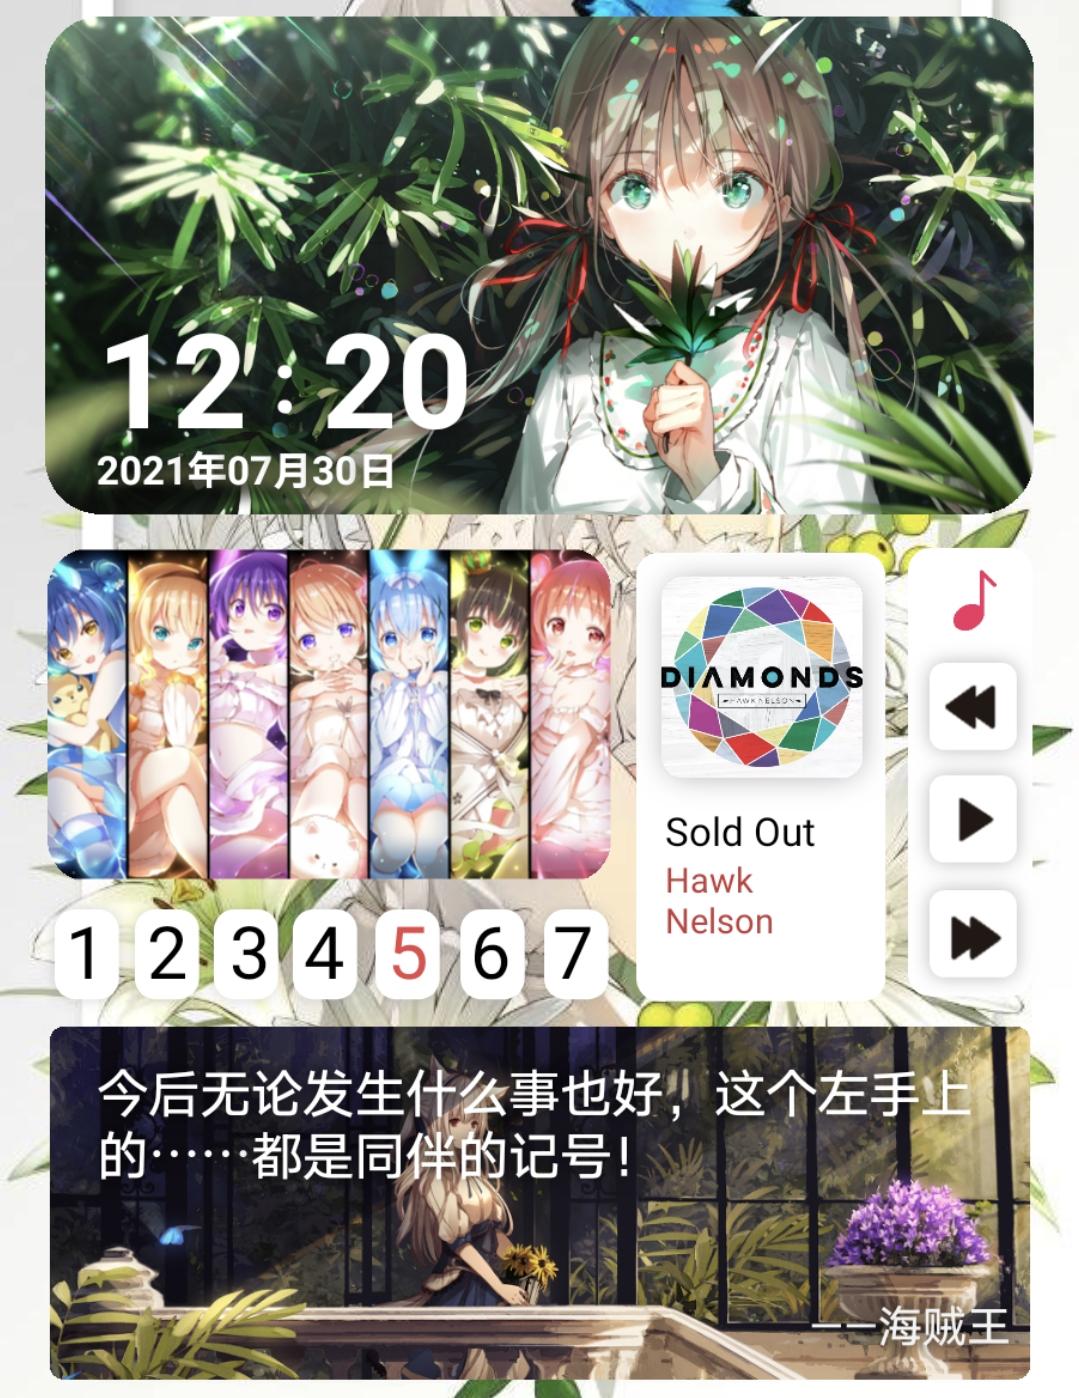 12:20
2021年07月30日
DIAMONDS
HAWK NELSON
Sold Out
Hawk
Nelson
1 2 3 4 5 6 7
今后无论发生什么事也好，这个左手上
的……都是同伴的记号！
——海贼王